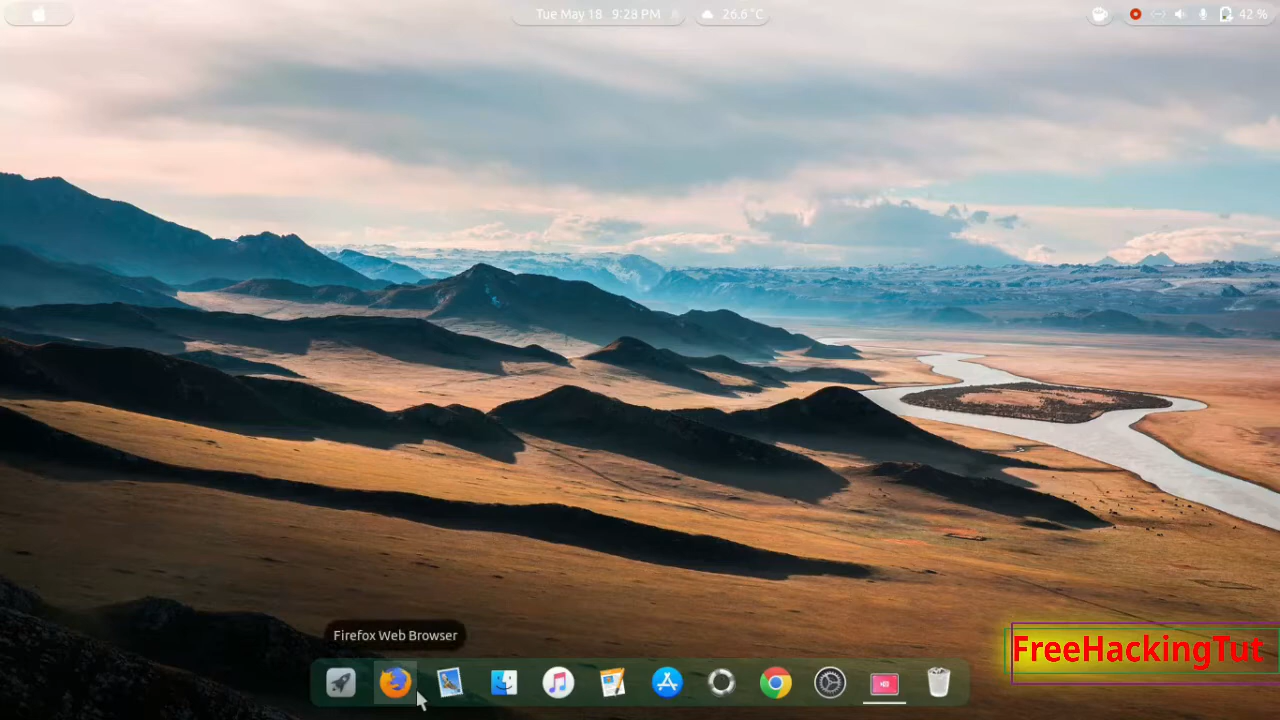 Tue May 18 9:28 PM
26.6 °C
42 %
Firefox Web Browser
FreeHackingTut